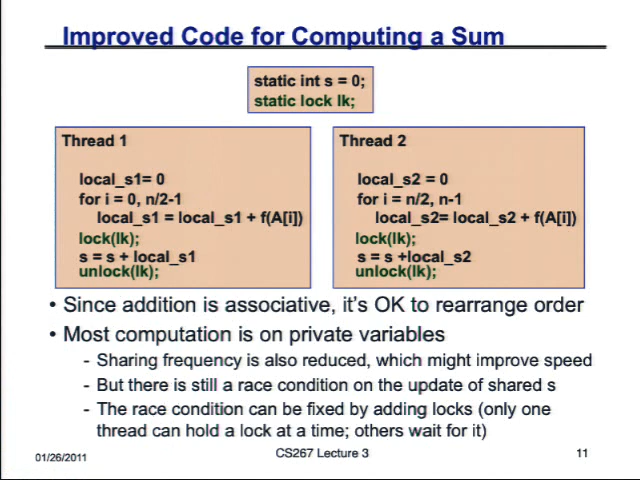 Improved Code for Computing a Sum
static int s = 0;
static lock lk;
Thread 1
local_s1= 0
for i = 0, n/2-1
local_s1 = local_s1 + f(A[i])
lock(lk);
s = s + local_s1
unlock(lk);
Thread 2
local_s2 = 0
for i = n/2, n-1
local_s2= local_s2 + f(A[i])
lock(lk);
s = s +local_s2
unlock(lk);
• Since addition is associative, it's OK to rearrange order
• Most computation is on private variables
- Sharing frequency is also reduced, which might improve speed
- But there is still a race condition on the update of shared s
- The race condition can be fixed by adding locks (only one
thread can hold a lock at a time; others wait for it)
01/26/2011
CS267 Lecture 3
11